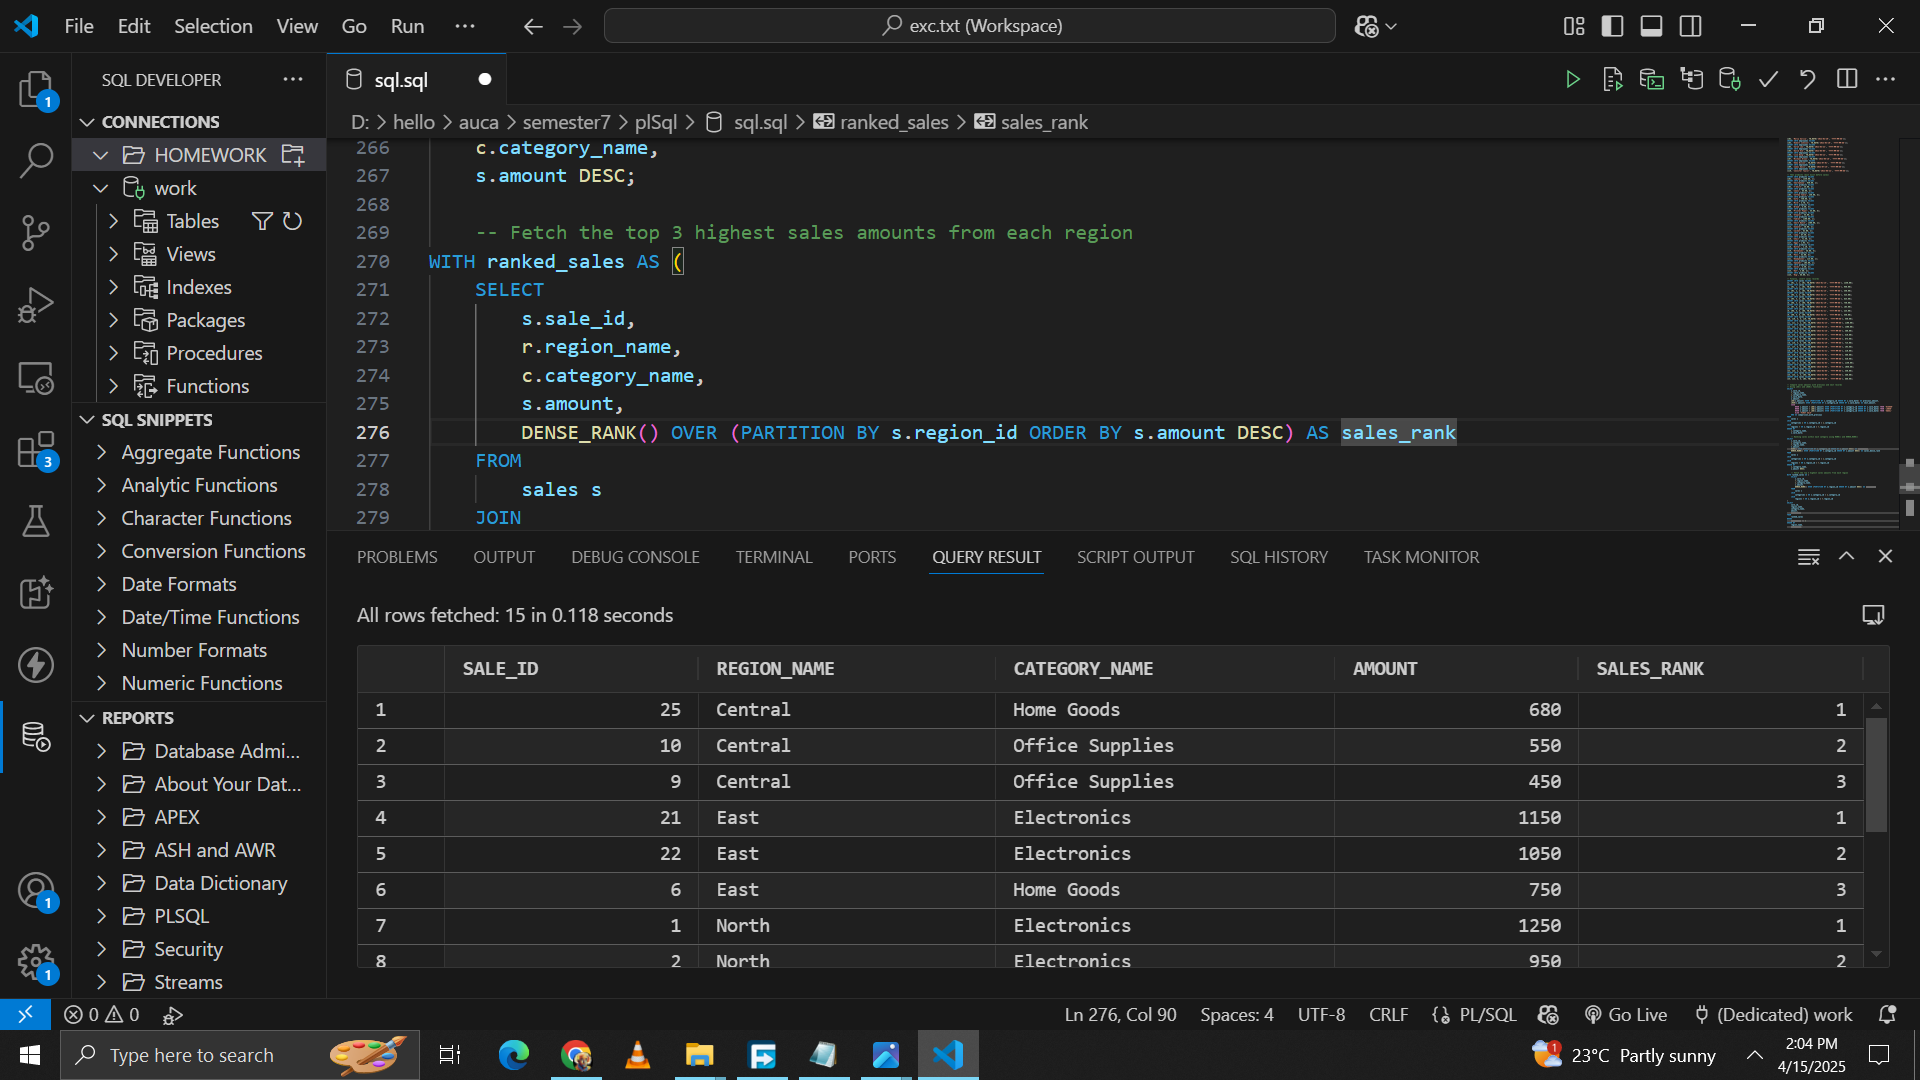 File Edit Selection View Go Run ···
exc.txt (Workspace)
SQL DEVELOPER ···
sql.sql
D: > hello > auca > semester7 > plSql > sql.sql > ranked_sales > sales_rank
1
3
1
1
CONNECTIONS
HOMEWORK
work
Tables
Views
Indexes
Packages
Procedures
Functions
SQL SNIPPETS
Aggregate Functions
Analytic Functions
Character Functions
Conversion Functions
Date Formats
Date/Time Functions
Number Formats
Numeric Functions
REPORTS
Database Admi...
About Your Dat...
APEX
ASH and AWR
Data Dictionary
PLSQL
Security
Streams
266 c.category_name,
267 s.amount DESC;
268
269 -- Fetch the top 3 highest sales amounts from each region
270 WITH ranked_sales AS (
271 SELECT
272 s.sale_id,
273 r.region_name,
274 c.category_name,
275 s.amount,
276 DENSE_RANK() OVER (PARTITION BY s.region_id ORDER BY s.amount DESC) AS sales_rank
277 FROM
278 sales s
279 JOIN
PROBLEMS OUTPUT DEBUG CONSOLE TERMINAL PORTS QUERY RESULT SCRIPT OUTPUT SQL HISTORY TASK MONITOR
All rows fetched: 15 in 0.118 seconds
SALE_ID REGION_NAME CATEGORY_NAME AMOUNT SALES_RANK
1 25 Central Home Goods 680 1
2 10 Central Office Supplies 550 2
3 9 Central Office Supplies 450 3
4 21 East Electronics 1150 1
5 22 East Electronics 1050 2
6 6 East Home Goods 750 3
7 1 North Electronics 1250 1
8 2 North Electronics 950 2
0 0 Ln 276, Col 90 Spaces: 4 UTF-8 CRLF PL/SQL Go Live (Dedicated) work
Type here to search
1 23°C Partly sunny
2:04 PM
4/15/2025